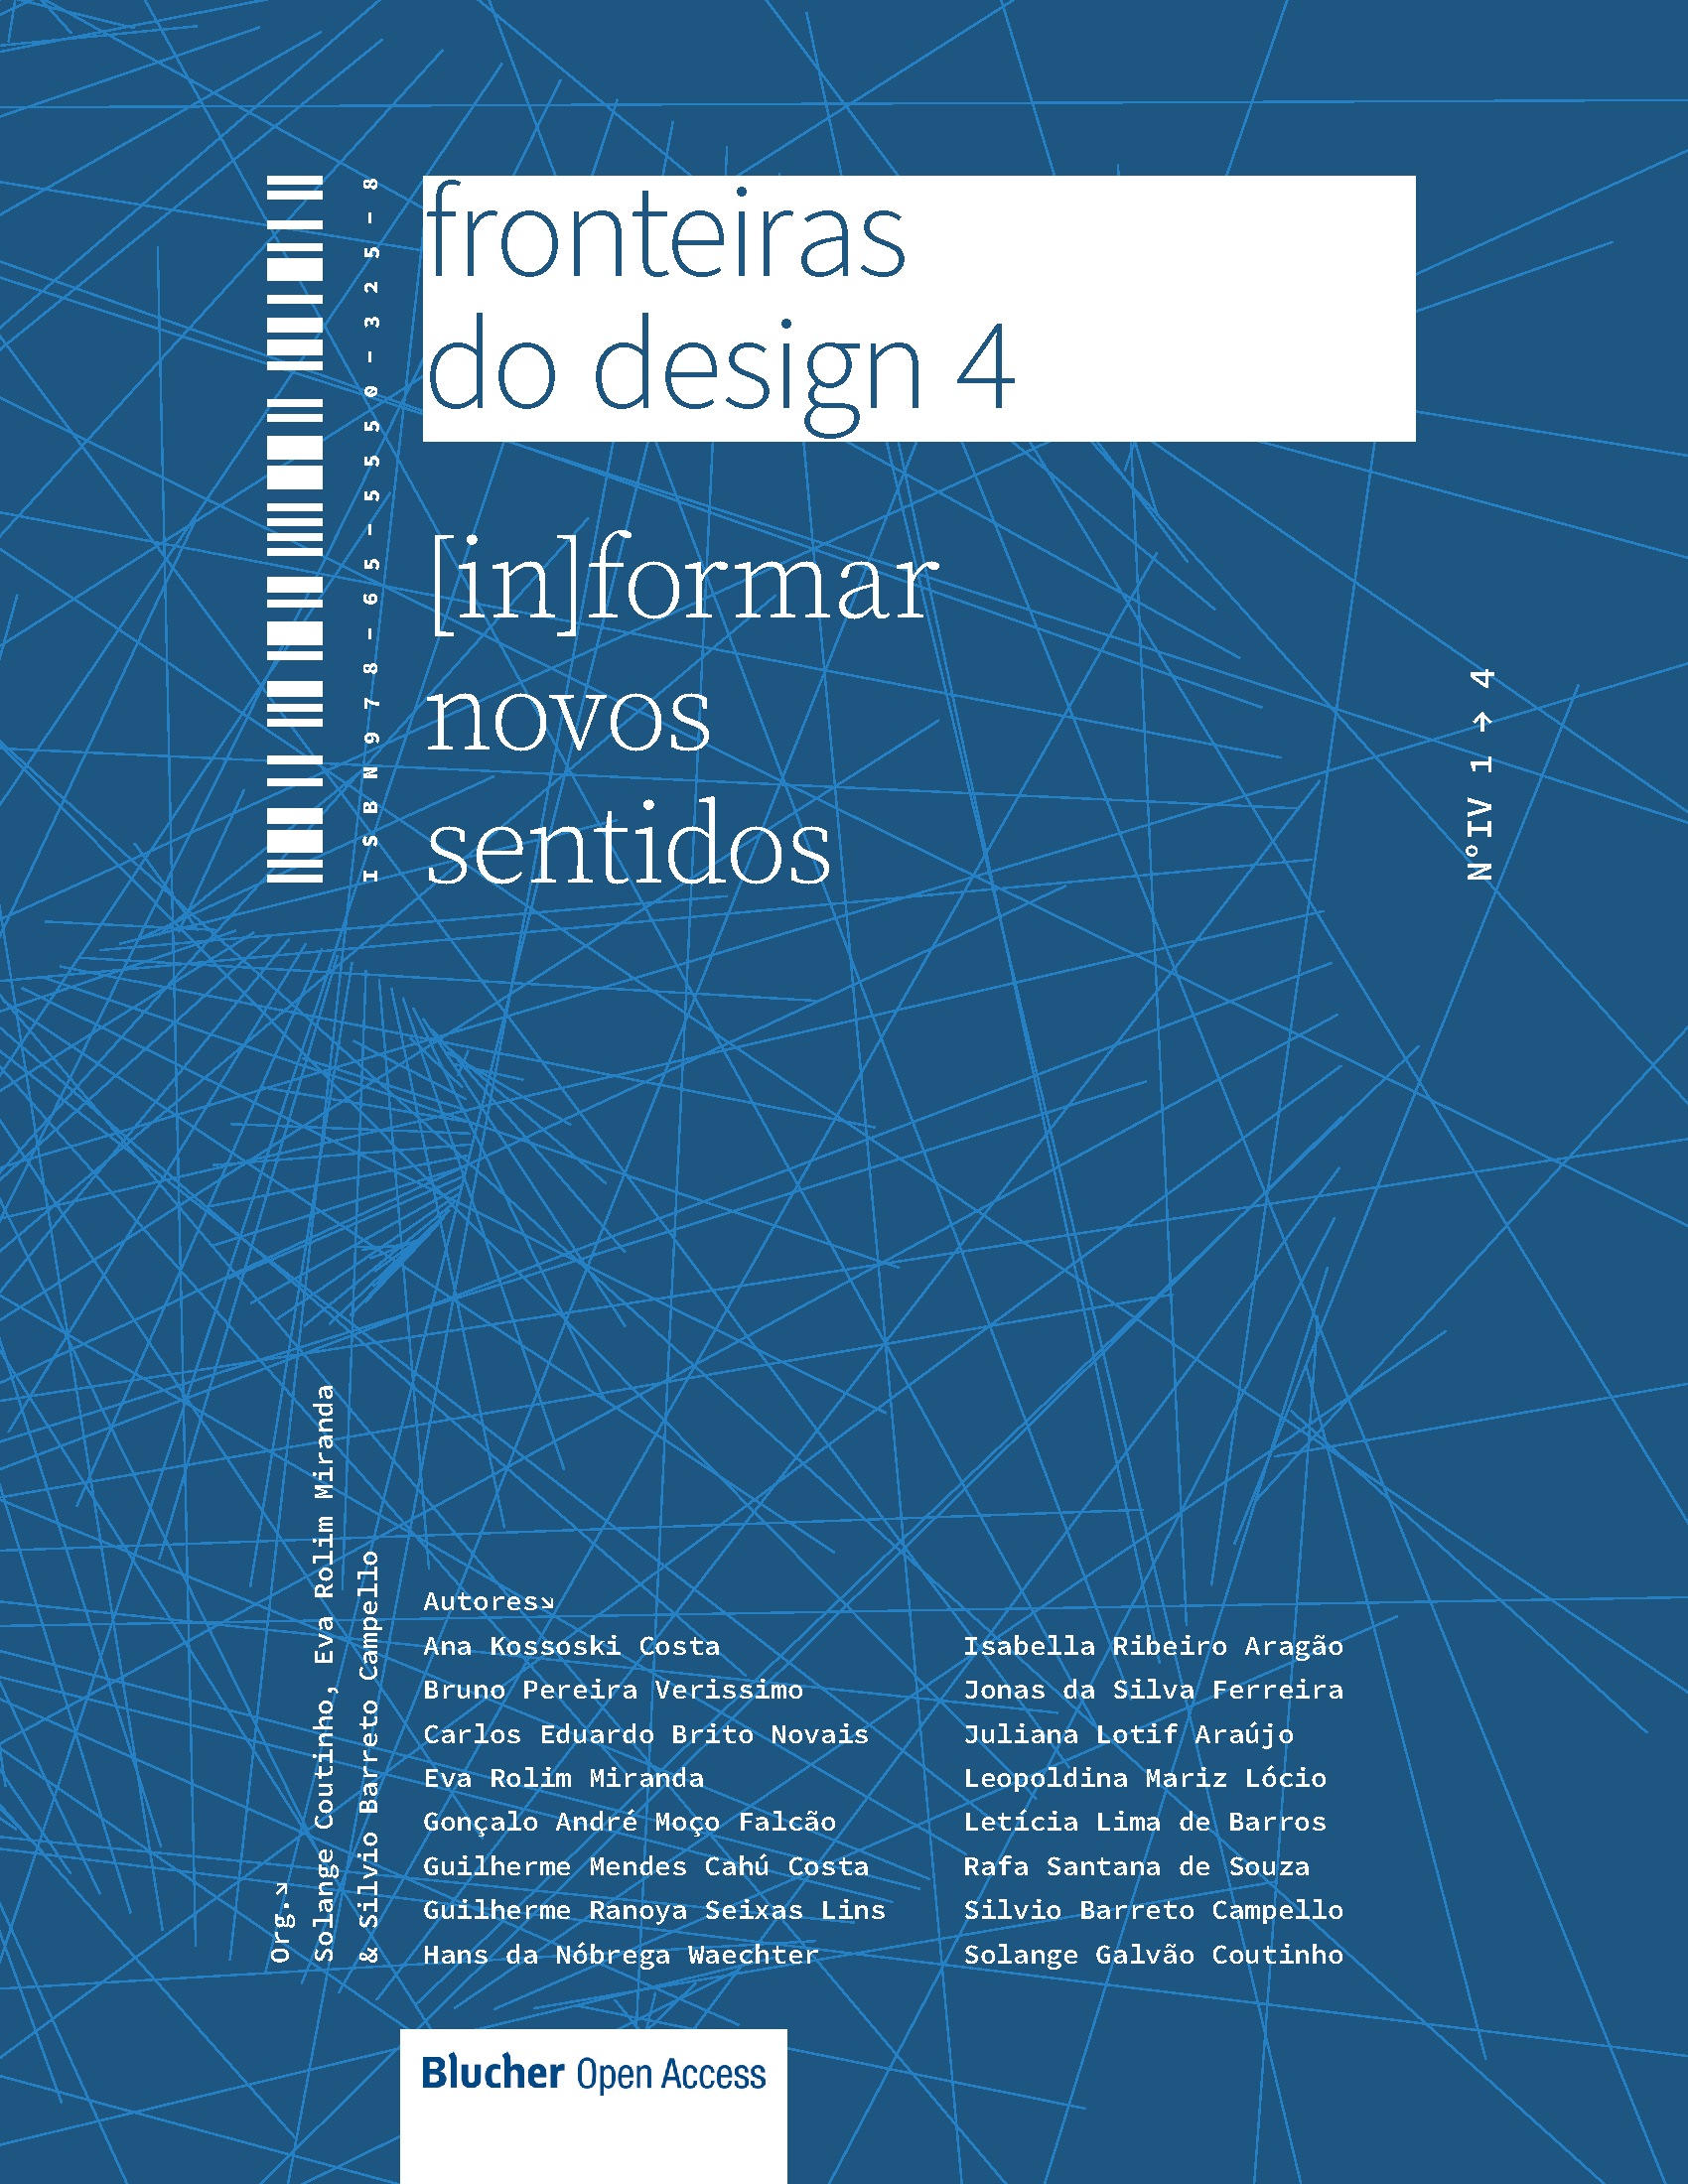 fronteiras
do design 4
ISBN 978-65-5550-325-8
[in]formar
novos
sentidos
NºIV 1→4
Org.↘
Solange Coutinho, Eva Rolim Miranda
& Silvio Barreto Campello
Autores↘
Ana Kossoski Costa
Bruno Pereira Verissimo
Carlos Eduardo Brito Novais
Eva Rolim Miranda
Gonçalo André Moço Falcão
Guilherme Mendes Cahú Costa
Guilherme Ranoya Seixas Lins
Hans da Nóbrega Waechter
Isabella Ribeiro Aragão
Jonas da Silva Ferreira
Juliana Lotif Araújo
Leopoldina Mariz Lócio
Letícia Lima de Barros
Rafa Santana de Souza
Silvio Barreto Campello
Solange Galvão Coutinho
Blucher Open Access